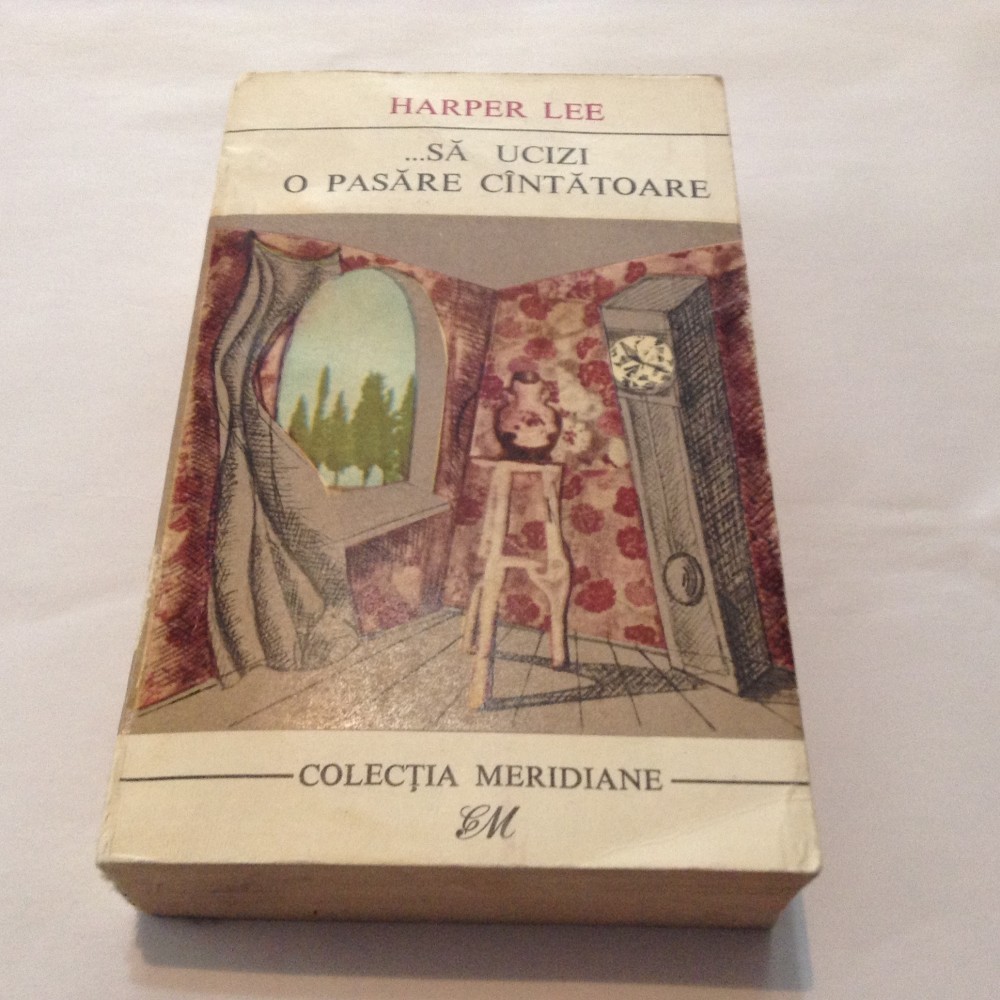 HARPER LEE
...SĂ UCIZI
O PASĂRE CÎNTĂTOARE
COLECȚIA MERIDIANE
CM